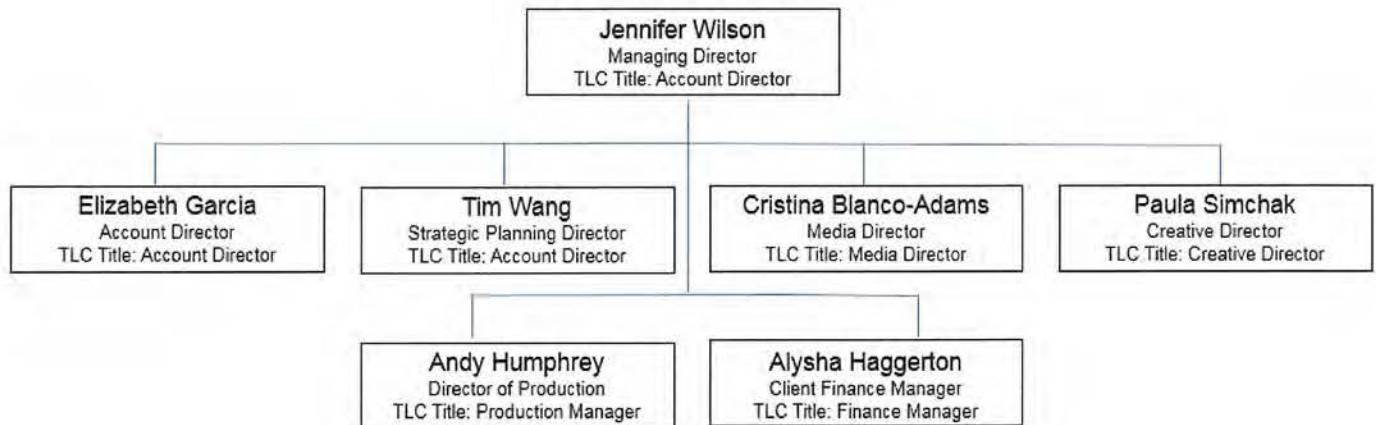 Jennifer Wilson
Managing Director
TLC Title: Account Director
Elizabeth Garcia
Account Director
TLC Title: Account Director
Tim Wang
Strategic Planning Director
TLC Title: Account Director
Cristina Blanco-Adams
Media Director
TLC Title: Media Director
Paula Simchak
Creative Director
TLC Title: Creative Director
Andy Humphrey
Director of Production
TLC Title: Production Manager
Alysha Haggerton
Client Finance Manager
TLC Title: Finance Manager